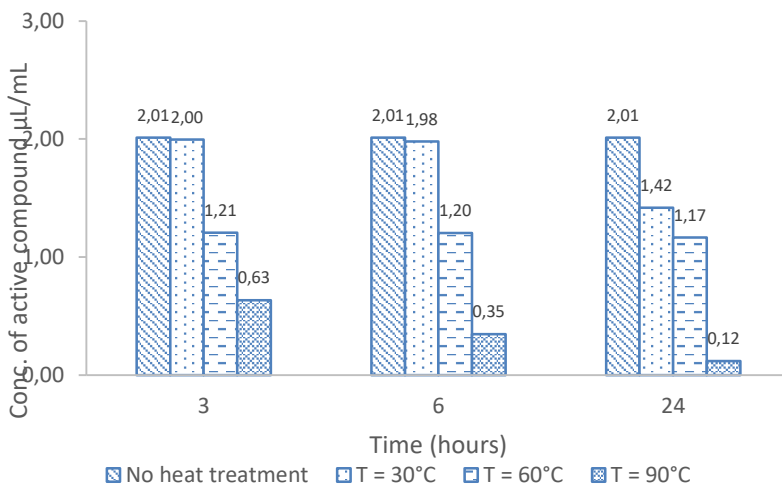 3,00
2,00
1,00
0,00
Conc. of active compound µL/mL
2,01 2,00 1,21 0,63
2,01 1,98 1,20 0,35
2,01 1,42 1,17 0,12
3 6 24
Time (hours)
No heat treatment T = 30°C T = 60°C T = 90°C